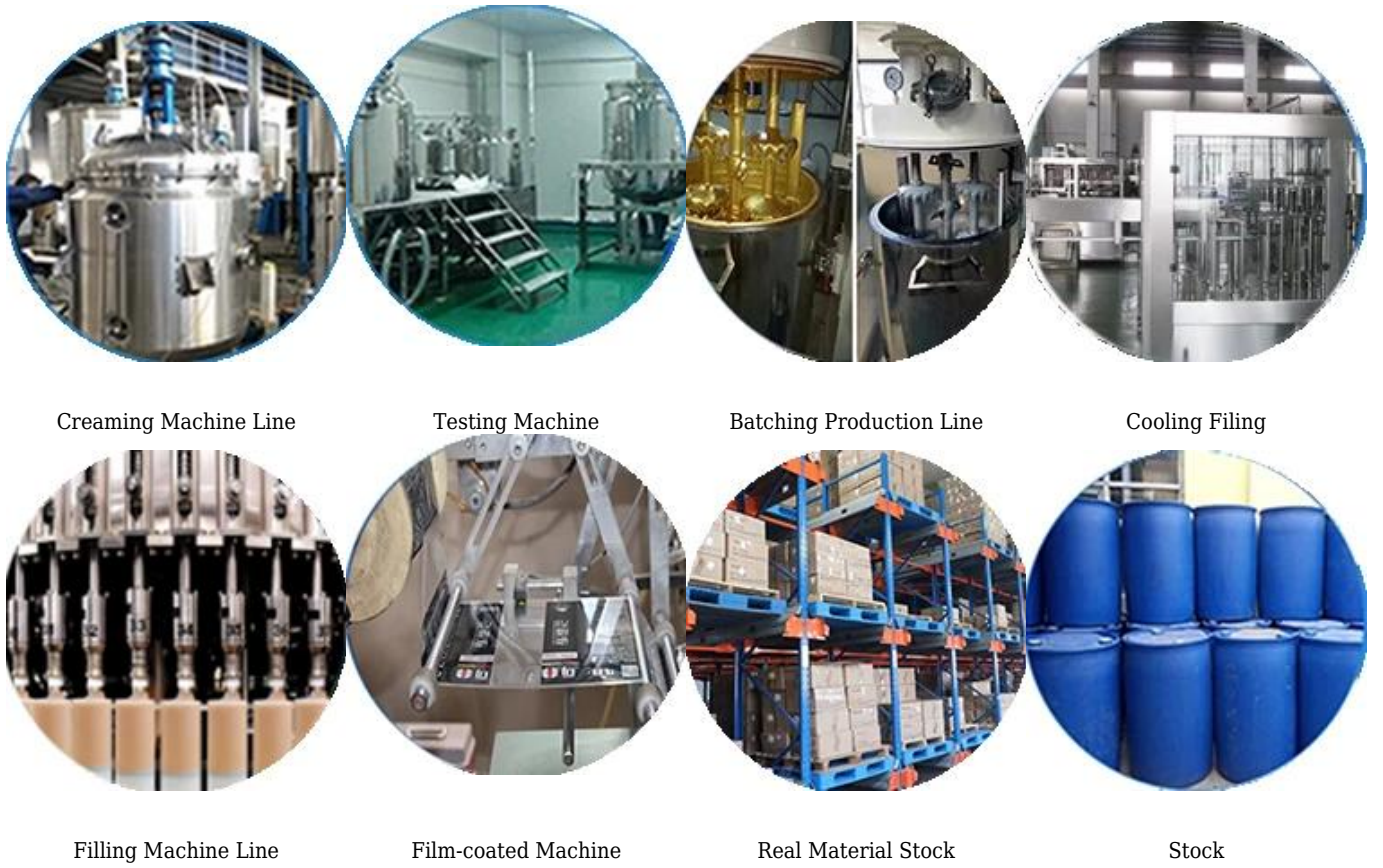 Creaming Machine Line
Testing Machine
Batching Production Line
Cooling Filing
Filling Machine Line
Film-coated Machine
Real Material Stock
Stock